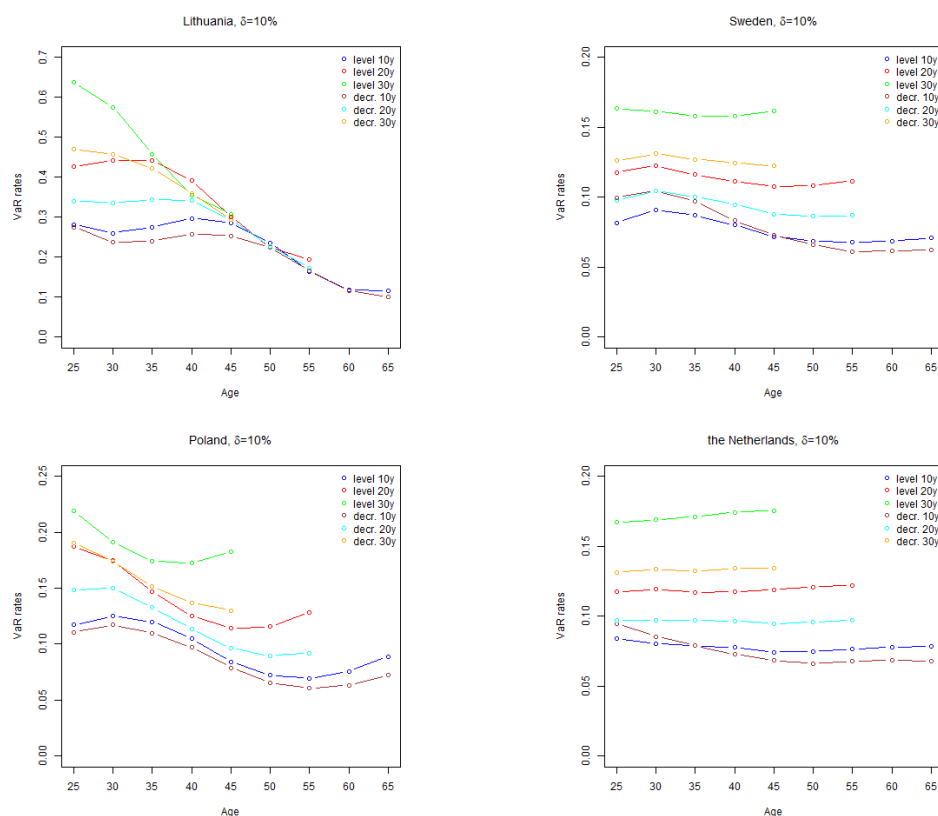 Lithuania, δ=10%
VaR rates
0.0 0.1 0.2 0.3 0.4 0.5 0.6 0.7
level 10y
level 20y
level 30y
decr. 10y
decr. 20y
decr. 30y
25 30 35 40 45 50 55 60 65
Age
Sweden, δ=10%
VaR rates
0.00 0.05 0.10 0.15 0.20
level 10y
level 20y
level 30y
decr. 10y
decr. 20y
decr. 30y
25 30 35 40 45 50 55 60 65
Age
Poland, δ=10%
VaR rates
0.00 0.05 0.10 0.15 0.20 0.25
level 10y
level 20y
level 30y
decr. 10y
decr. 20y
decr. 30y
25 30 35 40 45 50 55 60 65
Age
the Netherlands, δ=10%
VaR rates
0.00 0.05 0.10 0.15 0.20
level 10y
level 20y
level 30y
decr. 10y
decr. 20y
decr. 30y
25 30 35 40 45 50 55 60 65
Age